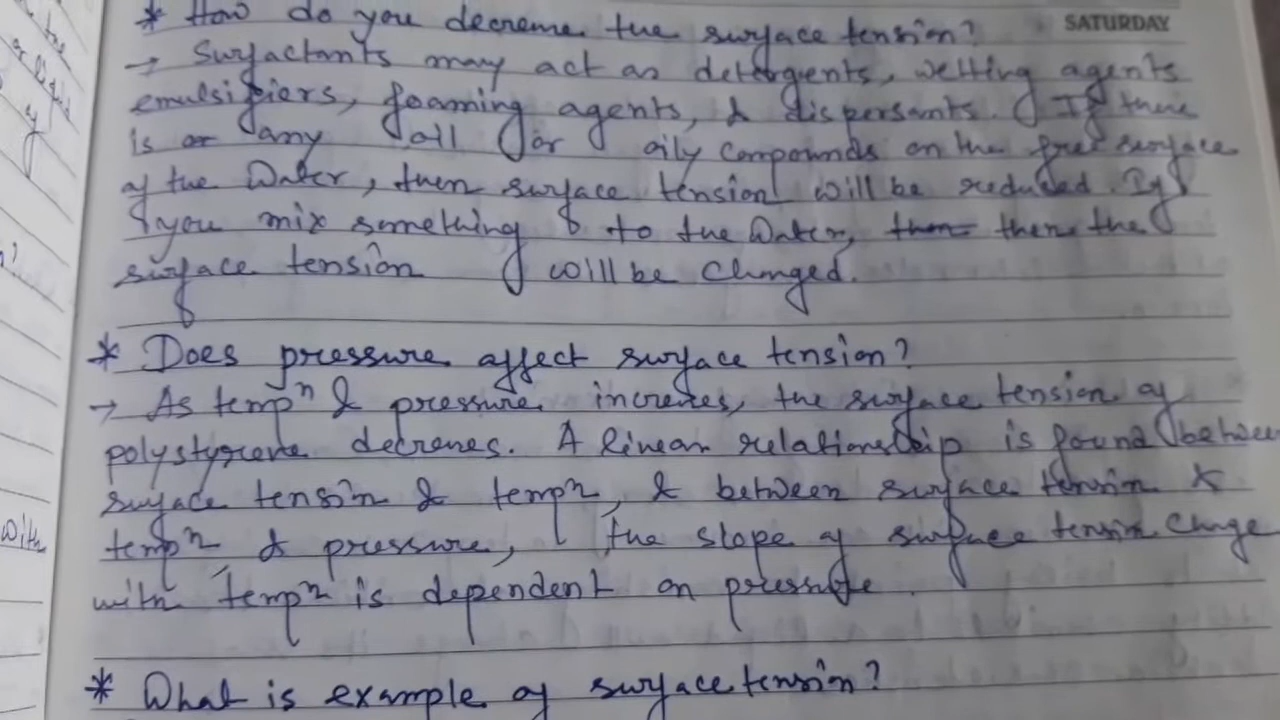 SATURDAY
* How do you decrease the surface tension?
→ Surfactants may act as detergents, wetting agents
emulsifiers, foaming agents, & dispersants. If there
is or any oil or oily compounds on the free surface
of the water, then surface tension will be reduced. If
you mix something to the water, then then the
surface tension will be changed.
* Does pressure affect surface tension?
→ As tempⁿ & pressure increases, the surface tension of
polystyrene decreases. A linear relationship is found between
surface tension & tempⁿ, & between surface tension &
tempⁿ & pressure, the slope of surface tension change
with tempⁿ is dependent on pressure.
* What is example of surface tension?
with